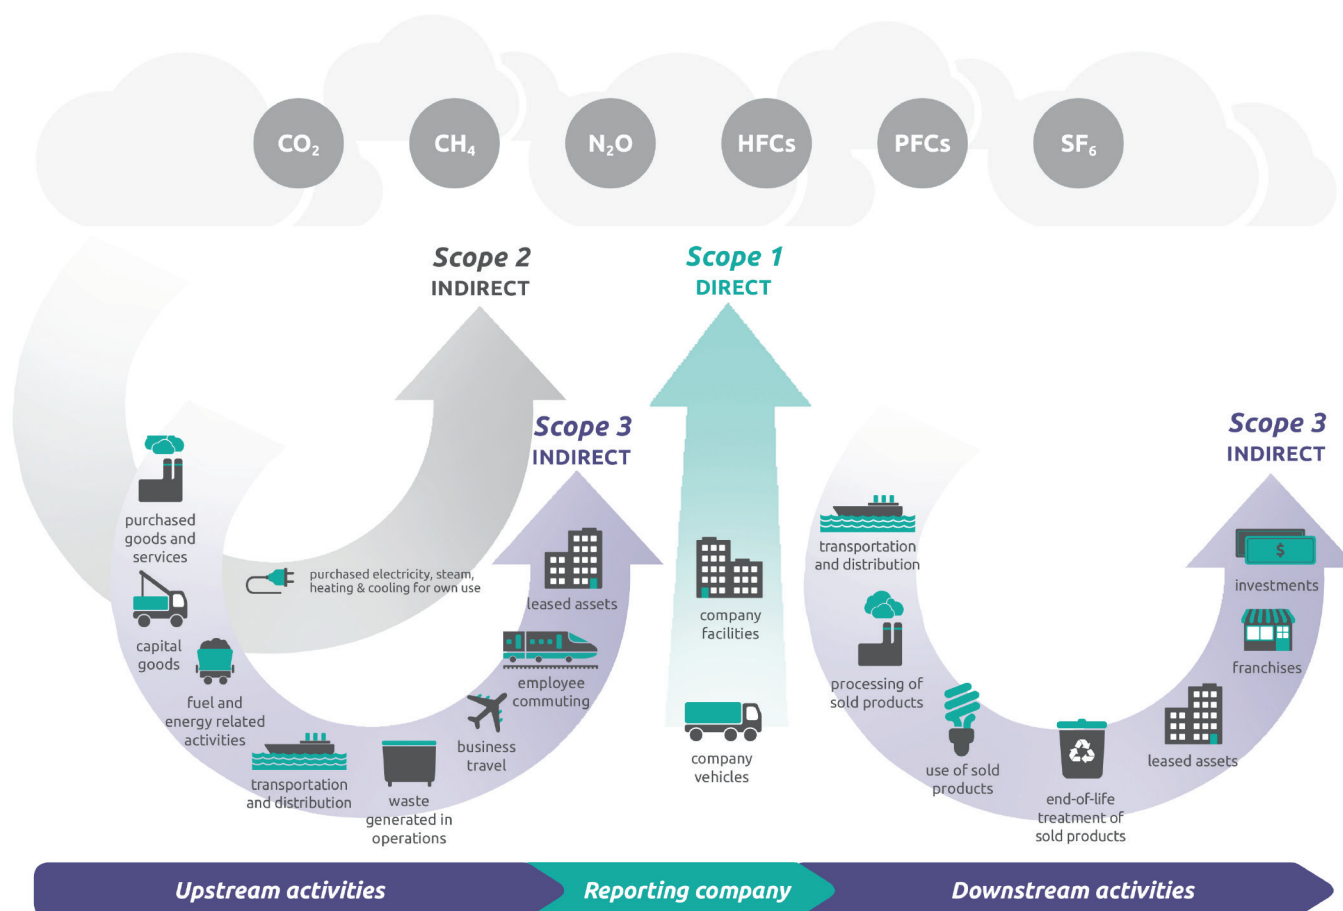 CO₂
CH₄
N₂O
HFCs
PFCs
SF₆
Scope 2
INDIRECT
Scope 1
DIRECT
Scope 3
INDIRECT
Scope 3
INDIRECT
purchased
goods and
services
capital
goods
fuel and
energy related
activities
transportation
and distribution
waste
generated in
operations
business
travel
employee
commuting
leased assets
purchased electricity, steam,
heating & cooling for own use
company
facilities
company
vehicles
transportation
and distribution
processing of
sold products
use of sold
products
end-of-life
treatment of
sold products
leased assets
franchises
$
investments
Upstream activities
Reporting company
Downstream activities